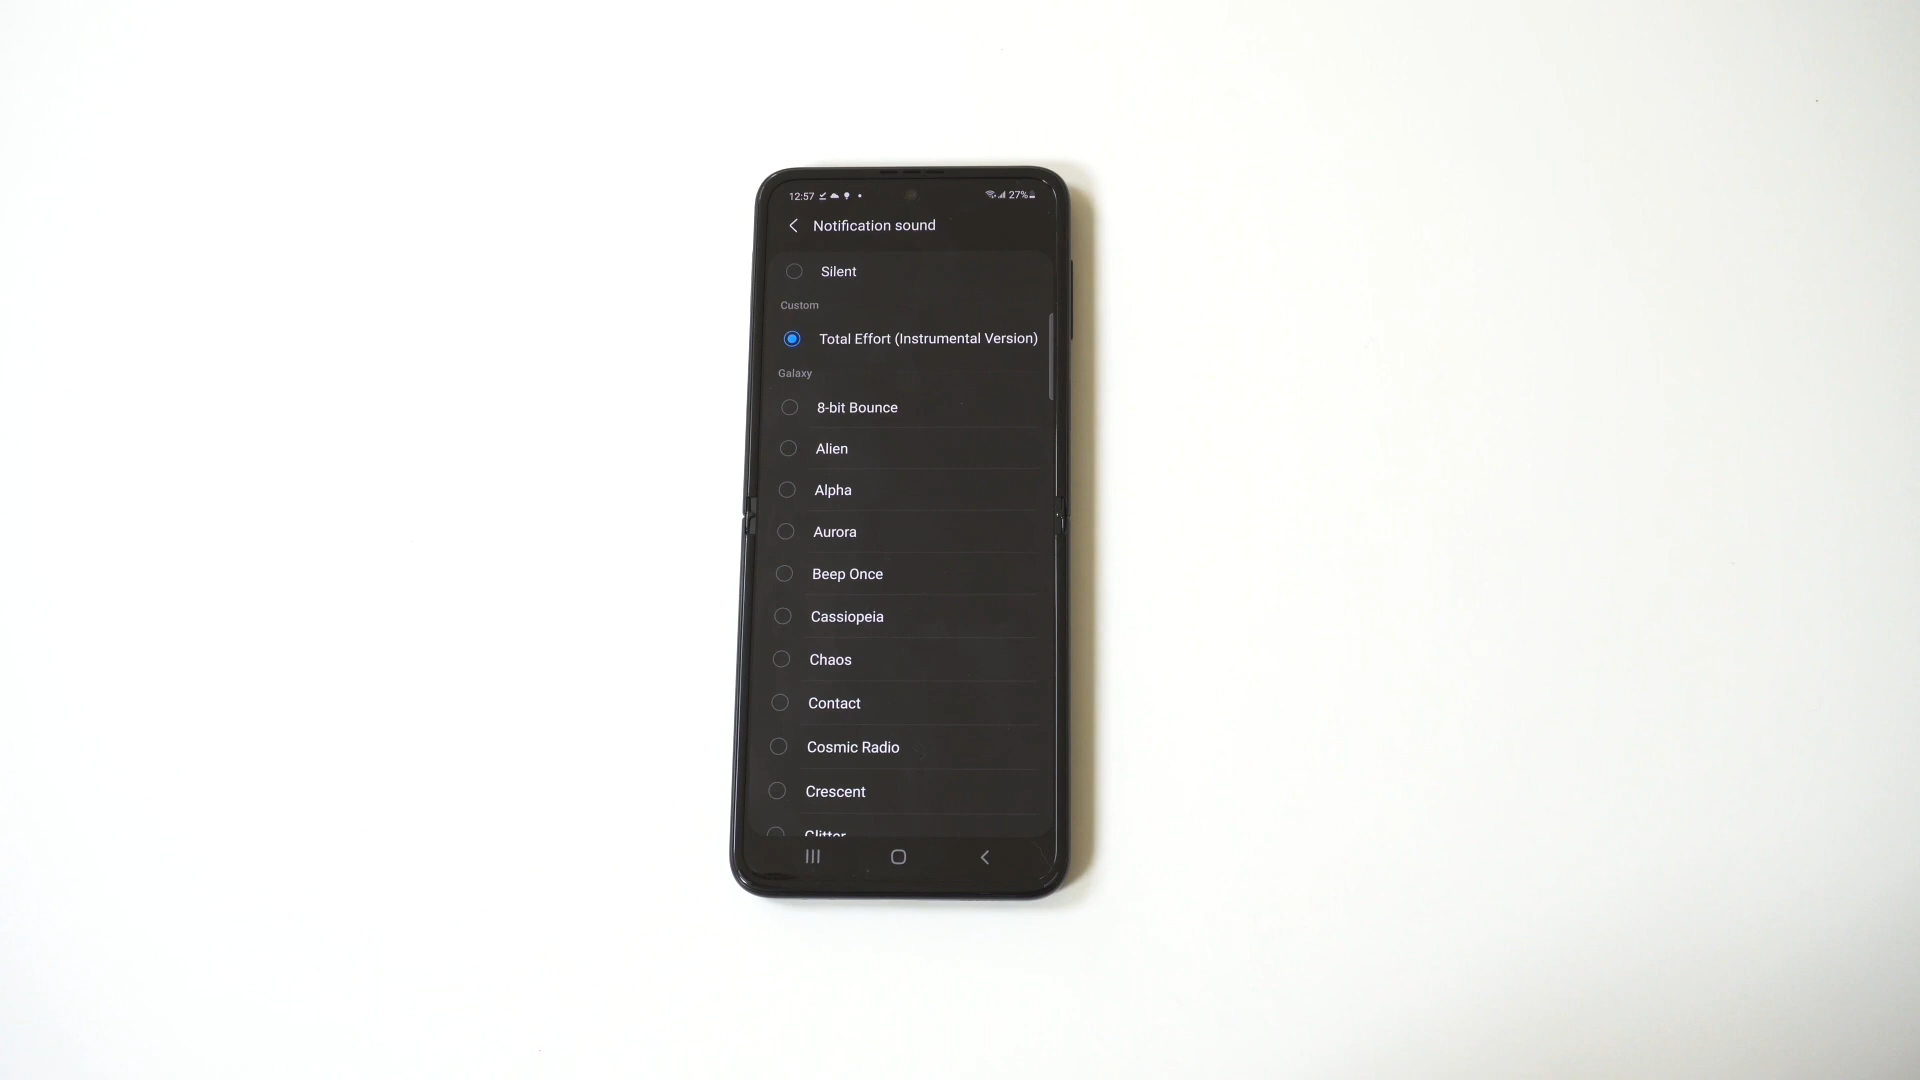 12:57 27%
Notification sound
Silent
Custom
Total Effort (Instrumental Version)
Galaxy
8-bit Bounce
Alien
Alpha
Aurora
Beep Once
Cassiopeia
Chaos
Contact
Cosmic Radio
Crescent
Glitter